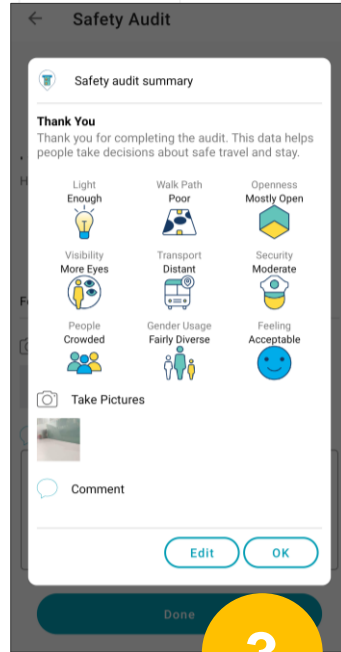 Safety Audit
Safety audit summary
Thank You
Thank you for completing the audit. This data helps
people take decisions about safe travel and stay.
H
Light Walk Path Openness
Enough Poor Mostly Open
Visibility Transport Security
More Eyes Distant Moderate
Fe
People Gender Usage Feeling
Crowded Fairly Diverse Acceptable
Take Pictures
Comment
Edit OK
Done
3